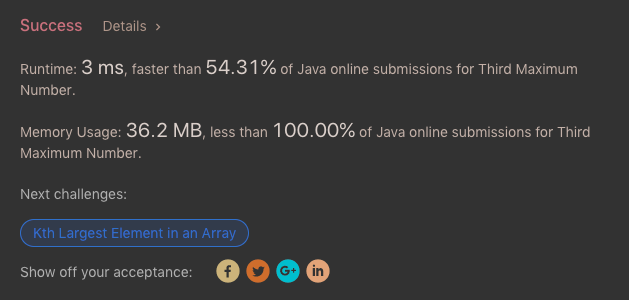 Success Details ›
Runtime: 3 ms, faster than 54.31% of Java online submissions for Third Maximum
Number.
Memory Usage: 36.2 MB, less than 100.00% of Java online submissions for Third
Maximum Number.
Next challenges:
Kth Largest Element in an Array
Show off your acceptance: f G+ in